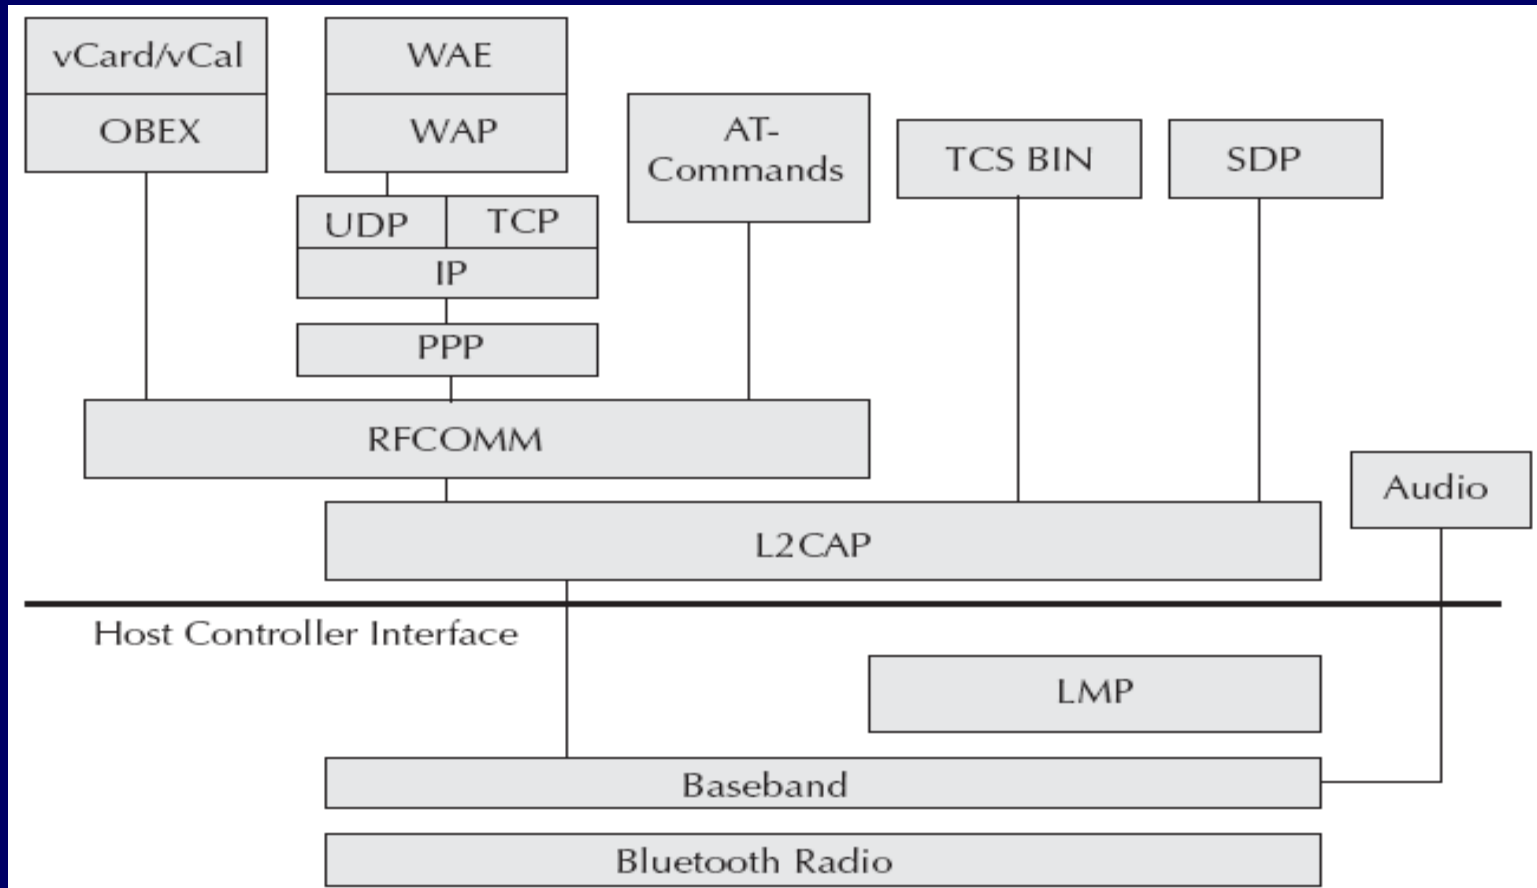 vCard/vCal
OBEX
WAE
WAP
UDP
TCP
IP
PPP
AT-
Commands
TCS BIN
SDP
RFCOMM
Audio
L2CAP
Host Controller Interface
LMP
Baseband
Bluetooth Radio